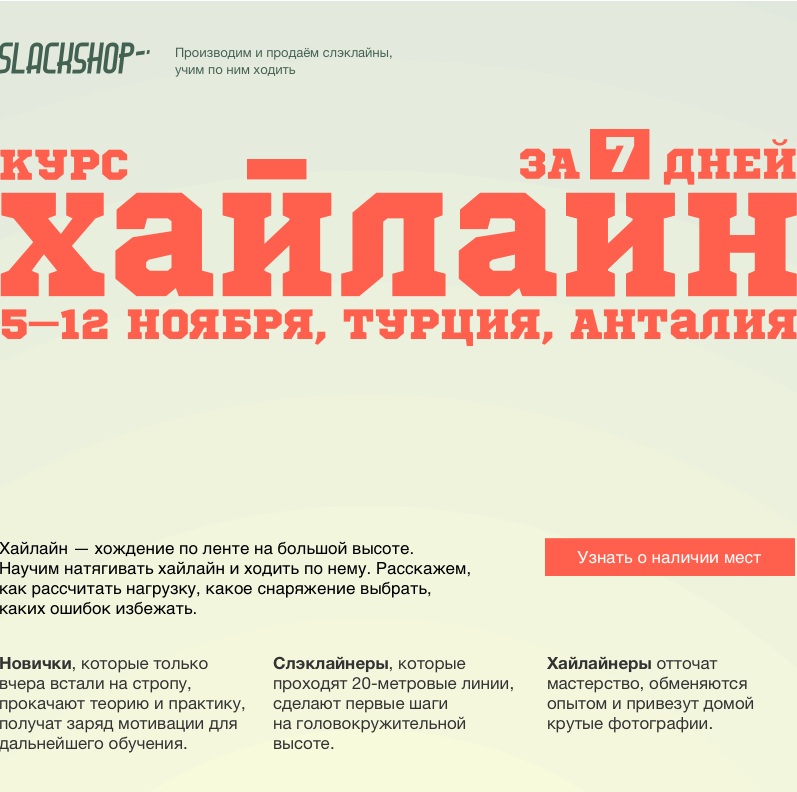 SLACKSHOP
Производим и продаём слэклайны,
учим по ним ходить
КУРС
ЗА 7 ДНЕЙ
хайлайн
5—12 НОЯБРЯ, ТУРЦИЯ, АНТАЛИЯ
Хайлайн — хождение по ленте на большой высоте.
Научим натягивать хайлайн и ходить по нему. Расскажем,
как рассчитать нагрузку, какое снаряжение выбрать,
каких ошибок избежать.
Узнать о наличии мест
Новички, которые только
вчера встали на стропу,
прокачают теорию и практику,
получат заряд мотивации для
дальнейшего обучения.
Слэклайнеры, которые
проходят 20-метровые линии,
сделают первые шаги
на головокружительной
высоте.
Хайлайнеры отточат
мастерство, обменяются
опытом и привезут домой
крутые фотографии.